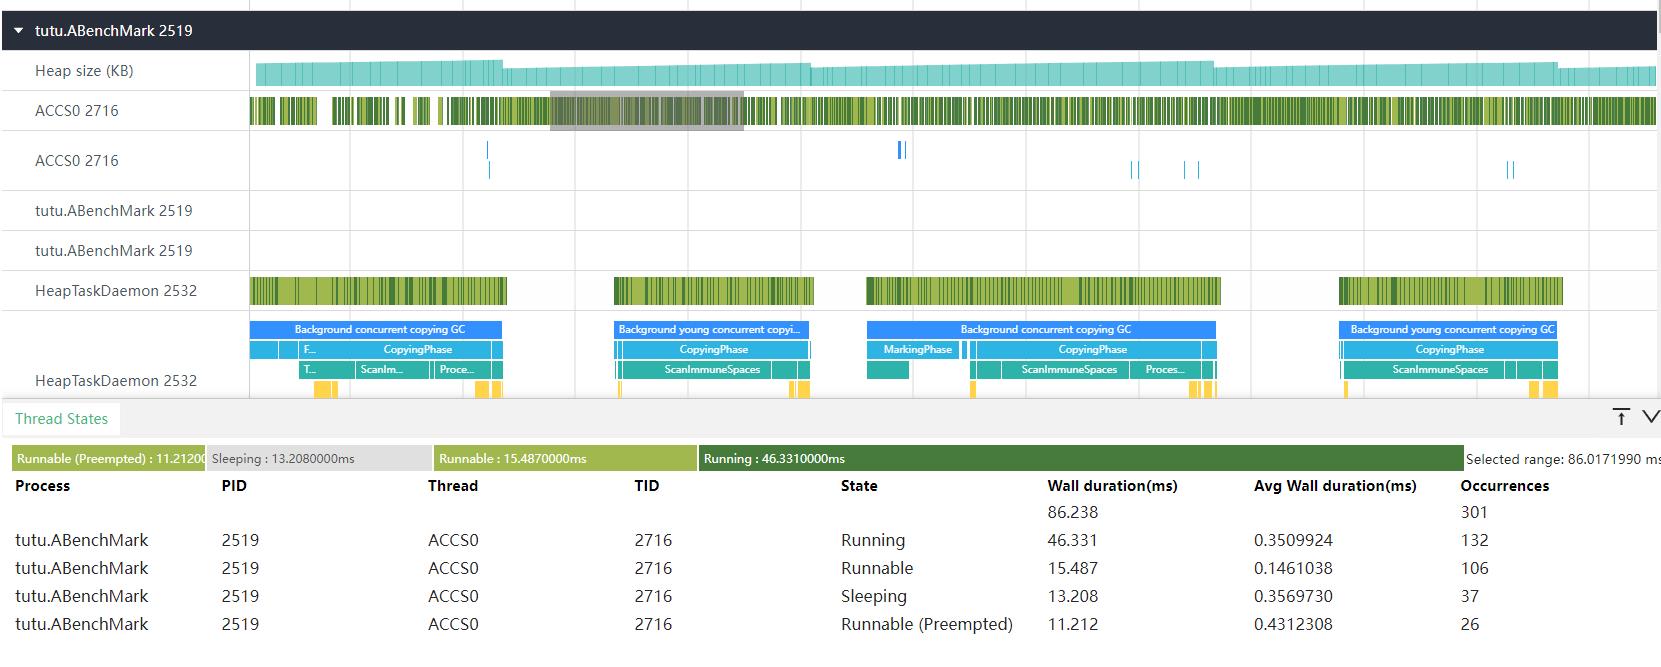 tutu.ABenchMark 2519
Heap size (KB)
ACCS0 2716
ACCS0 2716
tutu.ABenchMark 2519
tutu.ABenchMark 2519
HeapTaskDaemon 2532
Background concurrent copying GC Background young concurrent copyi... Background concurrent copying GC Background young concurrent copying GC
F... CopyingPhase CopyingPhase MarkingPhase CopyingPhase CopyingPhase
T... ScanIm... Proce... ScanImmuneSpaces ScanImmuneSpaces Proces... ScanImmuneSpaces
HeapTaskDaemon 2532
Thread States
Runnable (Preempted) : 11.2120 Sleeping : 13.2080000ms Runnable : 15.4870000ms Running : 46.3310000ms Selected range: 86.0171990 ms
Process PID Thread TID State Wall duration(ms) Avg Wall duration(ms) Occurrences
86.238 301
tutu.ABenchMark 2519 ACCS0 2716 Running 46.331 0.3509924 132
tutu.ABenchMark 2519 ACCS0 2716 Runnable 15.487 0.1461038 106
tutu.ABenchMark 2519 ACCS0 2716 Sleeping 13.208 0.3569730 37
tutu.ABenchMark 2519 ACCS0 2716 Runnable (Preempted) 11.212 0.4312308 26